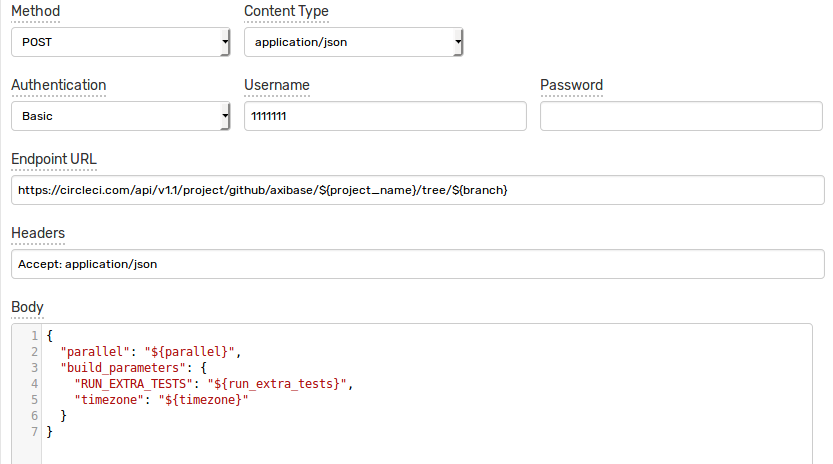 Method Content Type
POST application/json
Authentication Username Password
Basic 1111111
Endpoint URL
https://circleci.com/api/v1.1/project/github/axibase/${project_name}/tree/${branch}
Headers
Accept: application/json
Body
1 {
2 "parallel": "${parallel}",
3 "build_parameters": {
4 "RUN_EXTRA_TESTS": "${run_extra_tests}",
5 "timezone": "${timezone}"
6 }
7 }